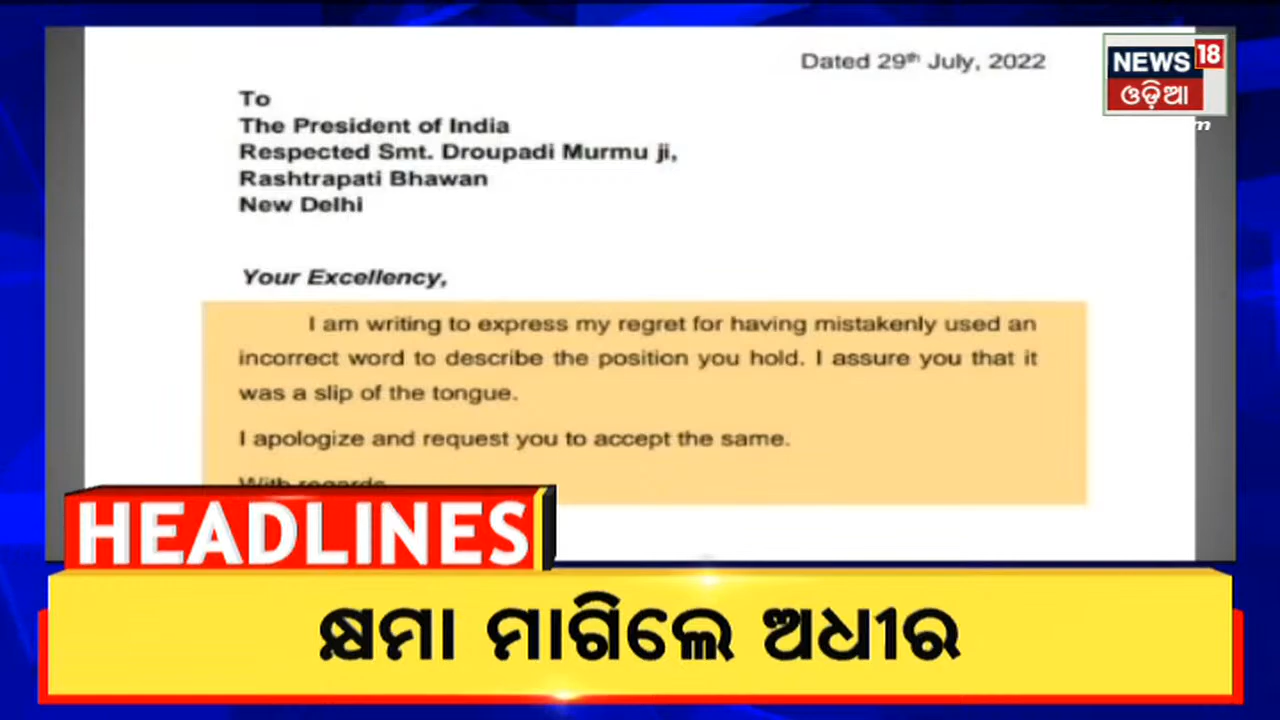 Dated 29th July, 2022
NEWS 18
ଓଡ଼ିଆ
To
The President of India
Respected Smt. Droupadi Murmu ji,
Rashtrapati Bhawan
New Delhi
Your Excellency,
I am writing to express my regret for having mistakenly used an
incorrect word to describe the position you hold. I assure you that it
was a slip of the tongue.
I apologize and request you to accept the same.
With regards
HEADLINES
କ୍ଷମା ମାଗିଲେ ଅଧୀର